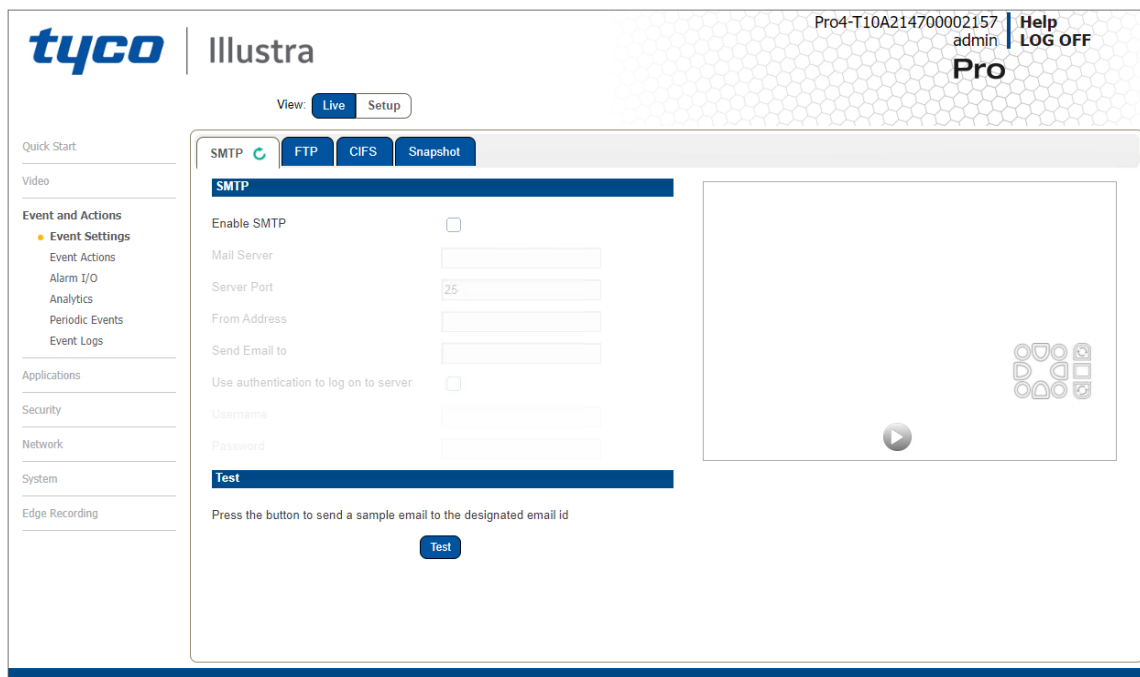 tyco
Illustra
Pro4-T10A214700002157
Help
admin
LOG OFF
Pro
View:
Live
Setup
Quick Start
Video
Event and Actions
Event Settings
Event Actions
Alarm I/O
Analytics
Periodic Events
Event Logs
Applications
Security
Network
System
Edge Recording
SMTP
FTP
CIFS
Snapshot
SMTP
Enable SMTP
Mail Server
Server Port
25
From Address
Send Email to
Use authentication to log on to server
Username
Password
Test
Press the button to send a sample email to the designated email id
Test